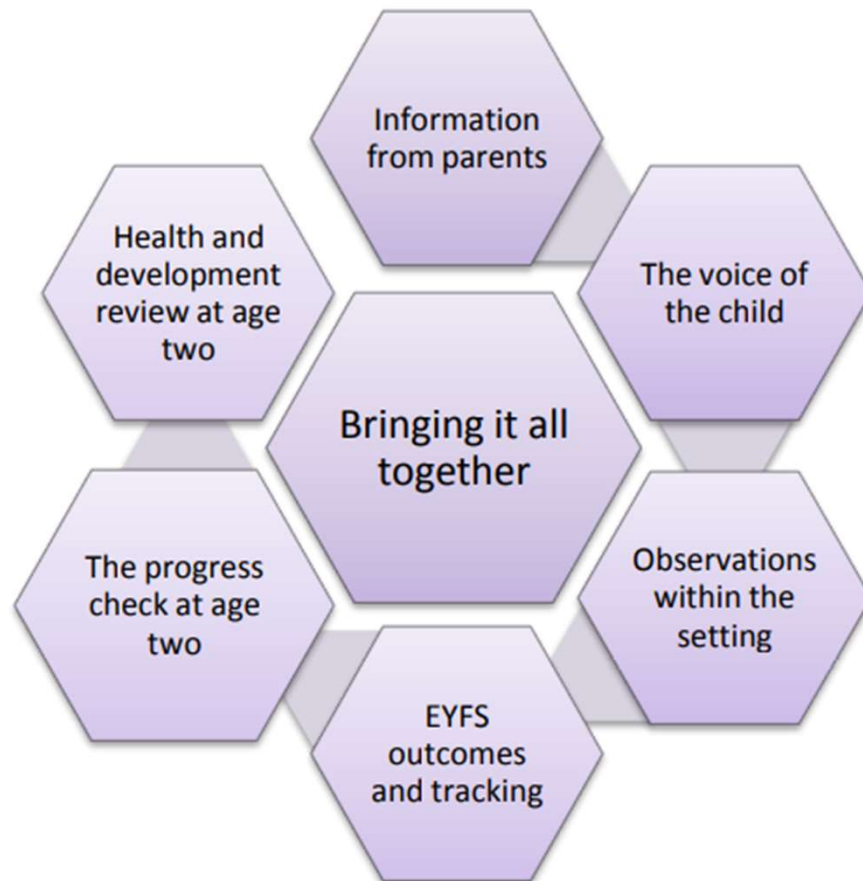 Information
from parents
The voice of
the child
Observations
within the
setting
EYFS
outcomes
and tracking
The progress
check at age
two
Health and
development
review at age
two
Bringing it all
together